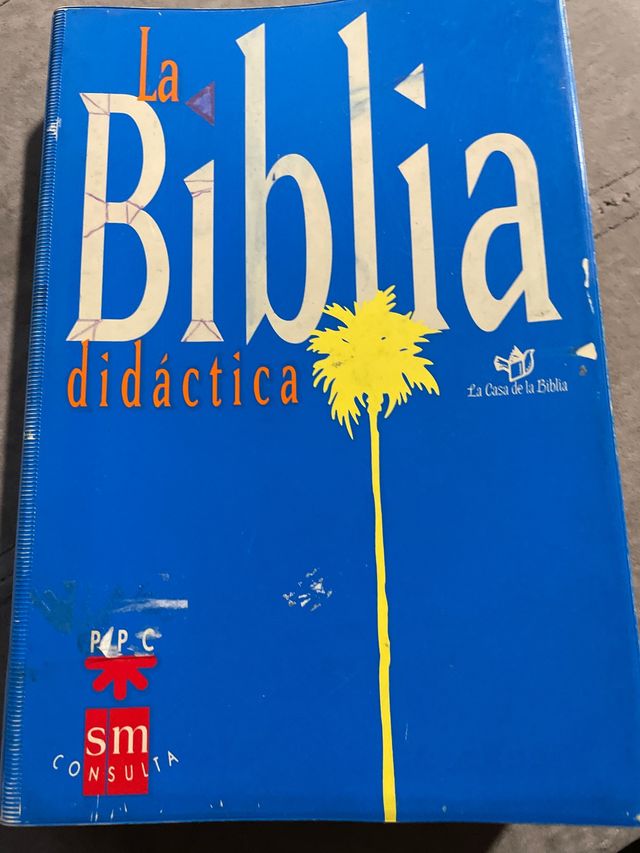 La
Biblia
didáctica
La Casa de la Biblia
PPC
sm
CONSULTA